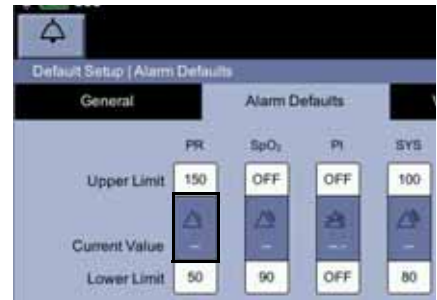 Default Setup | Alarm Defaults
General Alarm Defaults
PR SpO₂ PI SYS
Upper Limit 150 OFF OFF 100
Current Value -- -- -.- --
Lower Limit 50 90 OFF 80